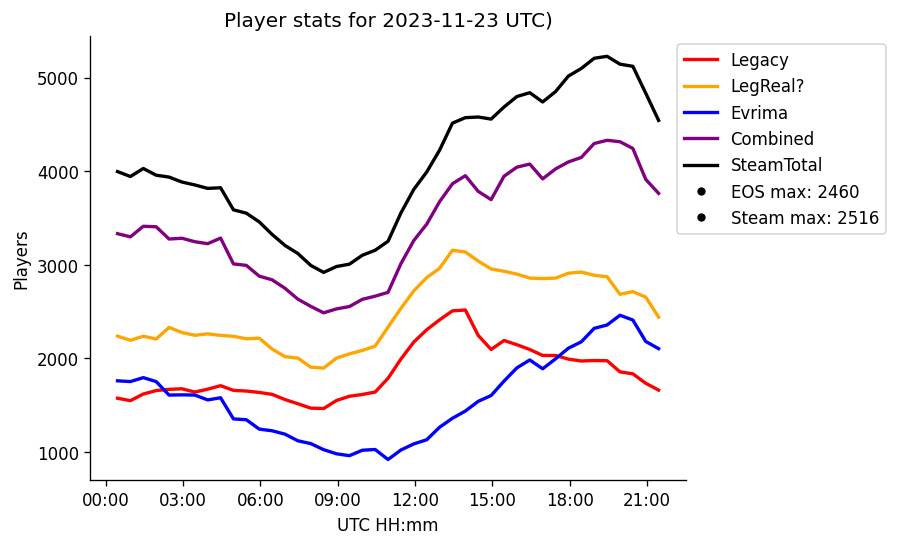 Player stats for 2023-11-23 UTC)
Legacy
LegReal?
Evrima
Combined
SteamTotal
EOS max: 2460
Steam max: 2516
Players
5000
4000
3000
2000
1000
00:00 03:00 06:00 09:00 12:00 15:00 18:00 21:00
UTC HH:mm